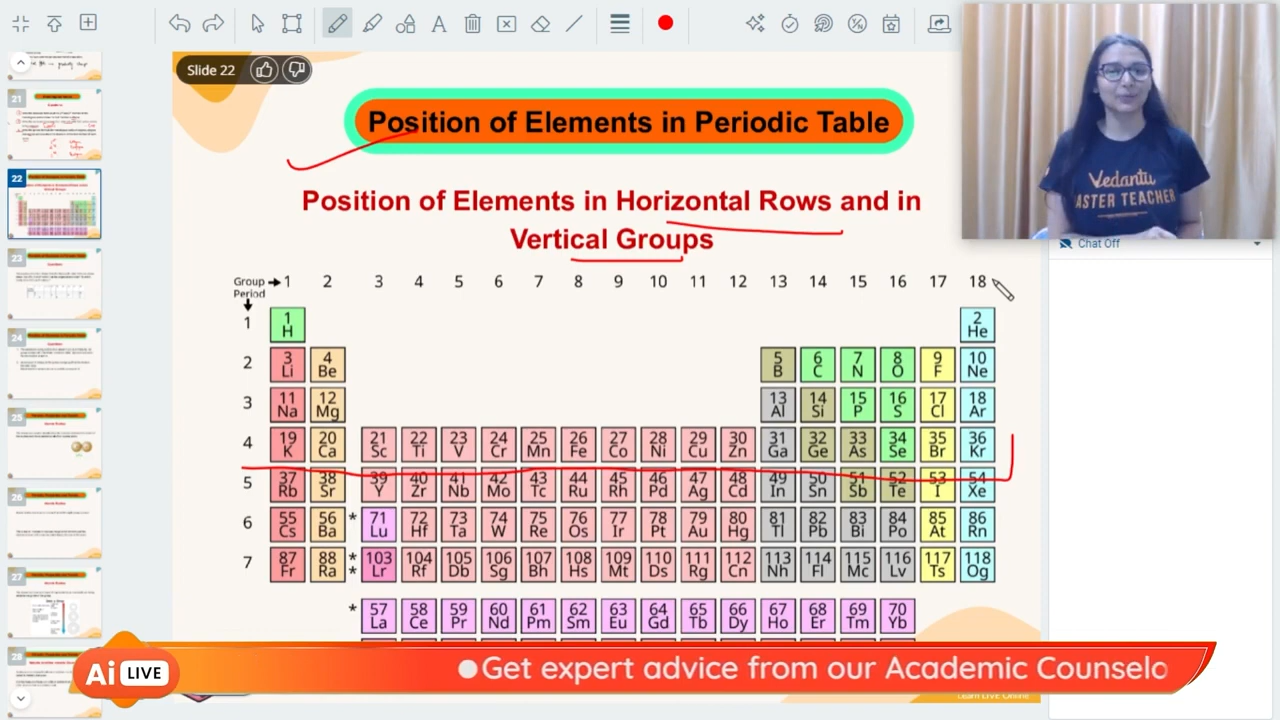 Slide 22
Position of Elements in Periodic Table
Position of Elements in Horizontal Rows and in
Vertical Groups
Group 1 2 3 4 5 6 7 8 9 10 11 12 13 14 15 16 17 18
Period
1 1 H 2 He
2 3 Li 4 Be 5 B 6 C 7 N 8 O 9 F 10 Ne
3 11 Na 12 Mg 13 Al 14 Si 15 P 16 S 17 Cl 18 Ar
4 19 K 20 Ca 21 Sc 22 Ti 23 V 24 Cr 25 Mn 26 Fe 27 Co 28 Ni 29 Cu 30 Zn 31 Ga 32 Ge 33 As 34 Se 35 Br 36 Kr
5 37 Rb 38 Sr 39 Y 40 Zr 41 Nb 42 Mo 43 Tc 44 Ru 45 Rh 46 Pd 47 Ag 48 Cd 49 In 50 Sn 51 Sb 52 Te 53 I 54 Xe
6 55 Cs 56 Ba * 71 Lu 72 Hf 73 Ta 74 W 75 Re 76 Os 77 Ir 78 Pt 79 Au 80 Hg 81 Tl 82 Pb 83 Bi 84 Po 85 At 86 Rn
7 87 Fr 88 Ra * * 103 Lr 104 Rf 105 Db 106 Sg 107 Bh 108 Hs 109 Mt 110 Ds 111 Rg 112 Cn 113 Nh 114 Fl 115 Mc 116 Lv 117 Ts 118 Og
* 57 La 58 Ce 59 Pr 60 Nd 61 Pm 62 Sm 63 Eu 64 Gd 65 Tb 66 Dy 67 Ho 68 Er 69 Tm 70 Yb
Vedantu
MASTER TEACHER
Chat Off
21
22
23
24
25
26
27
28
Ai LIVE
Get expert advice from our Academic Counselo
Learn LIVE Online